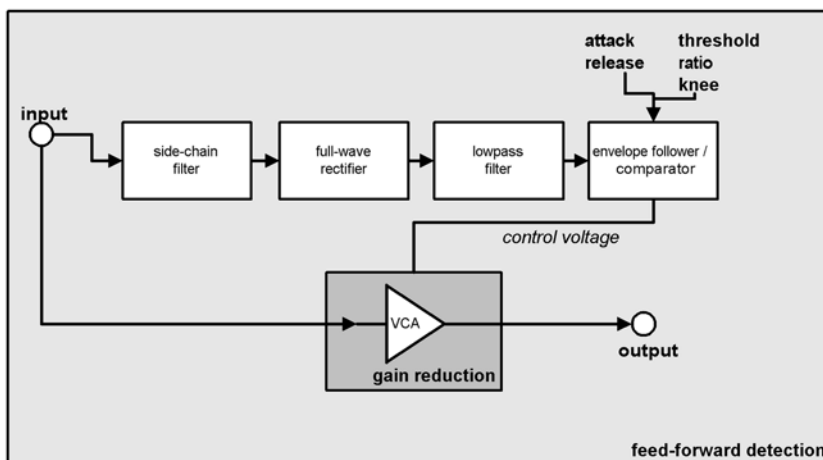 attack
release
threshold
ratio
knee
input
side-chain
filter
full-wave
rectifier
lowpass
filter
envelope follower /
comparator
control voltage
VCA
gain reduction
output
feed-forward detection